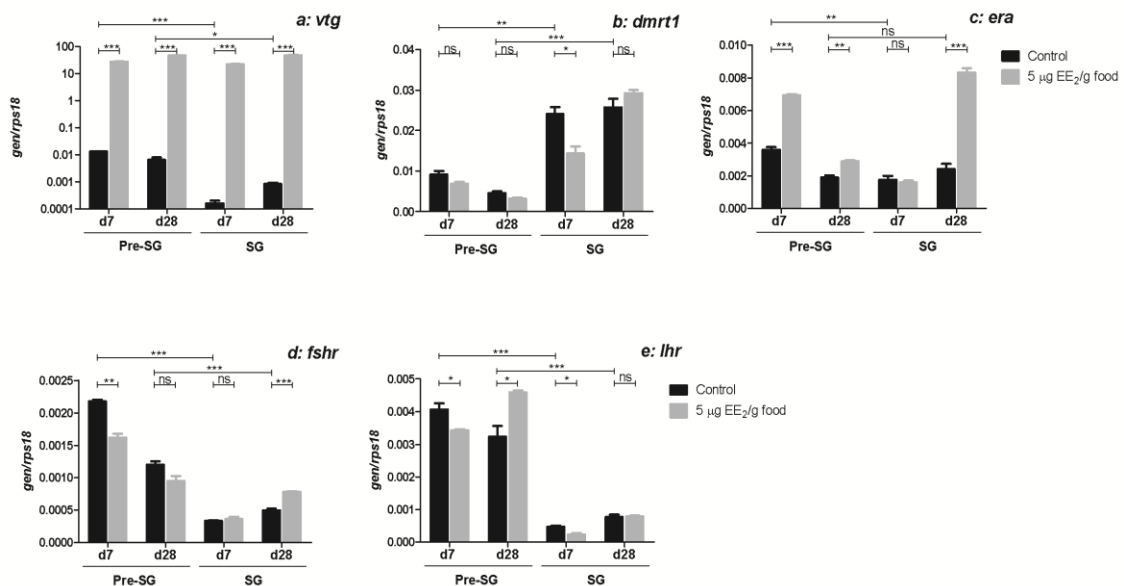 a: vtg
***
*
*** *** *** ***
gen/rps18
100
10
1
0.1
0.01
0.001
0.0001
d7 d28 d7 d28
Pre-SG SG
b: dmrt1
**
***
ns ns * ns
gen/rps18
0.04
0.03
0.02
0.01
0.00
d7 d28 d7 d28
Pre-SG SG
c: era
**
ns
*** ** ns ***
gen/rps18
0.010
0.008
0.006
0.004
0.002
0.000
d7 d28 d7 d28
Pre-SG SG
Control
5 µg EE2/g food
d: fshr
***
***
** ns ns ***
gen/rps18
0.0025
0.0020
0.0015
0.0010
0.0005
0.0000
d7 d28 d7 d28
Pre-SG SG
e: lhr
***
***
* * * ns
gen/rps18
0.005
0.004
0.003
0.002
0.001
0.000
d7 d28 d7 d28
Pre-SG SG
Control
5 µg EE2/g food